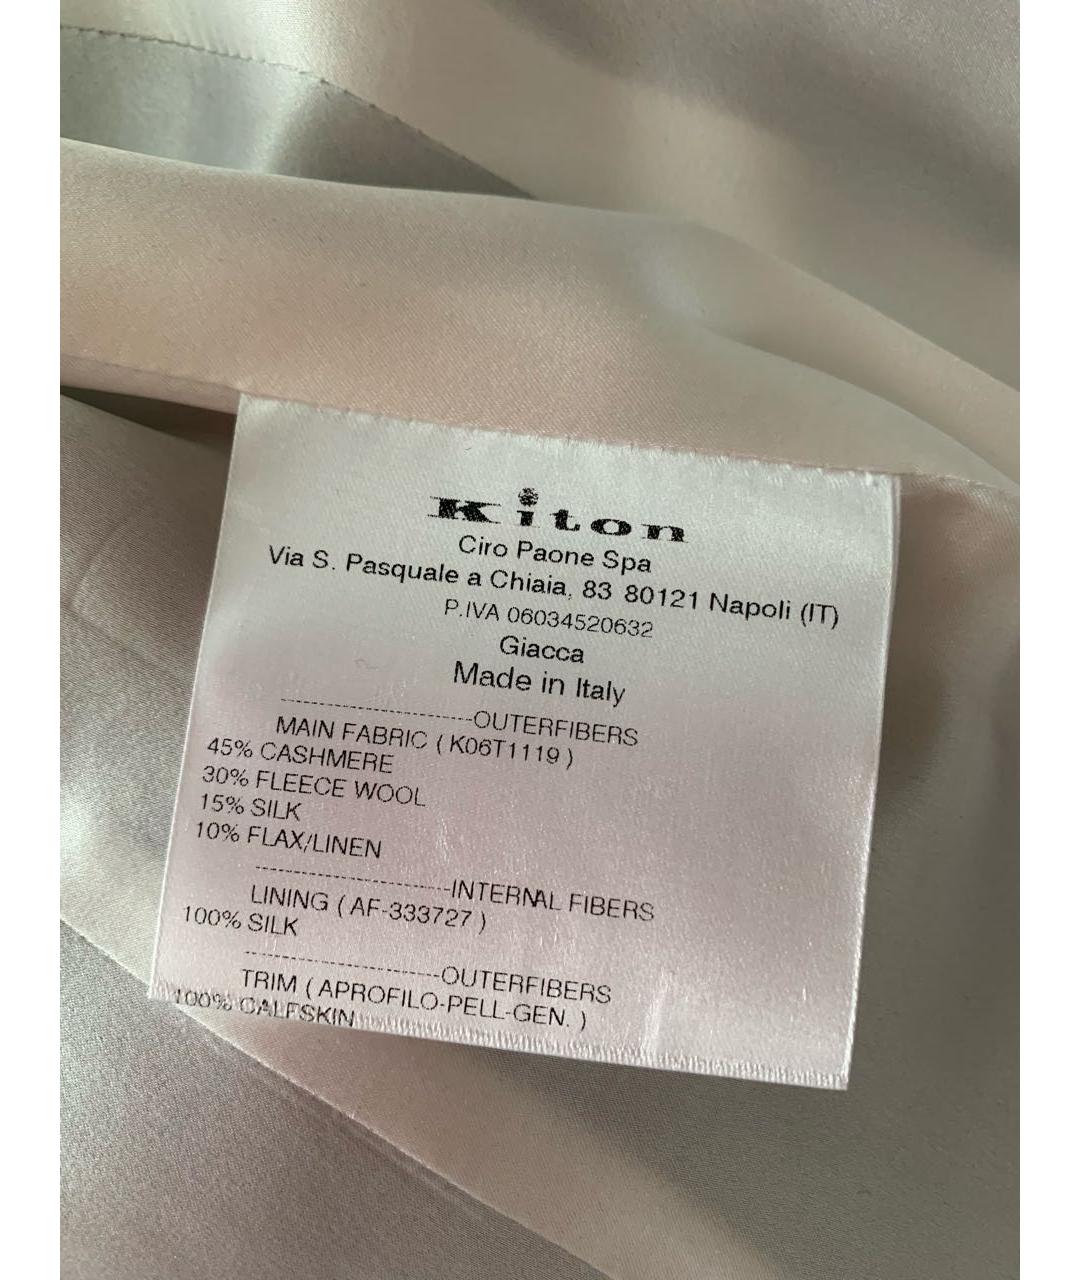 Kiton
Ciro Paone Spa
Via S. Pasquale a Chiaia, 83 80121 Napoli (IT)
P.IVA 06034520632
Giacca
Made in Italy
-----------------------OUTERFIBERS
MAIN FABRIC ( K06T1119 )
45% CASHMERE
30% FLEECE WOOL
15% SILK
10% FLAX/LINEN
-----------------------INTERNAL FIBERS
LINING ( AF-333727 )
100% SILK
-----------------------OUTERFIBERS
TRIM ( APROFILO-PELL-GEN. )
100% CALFSKIN